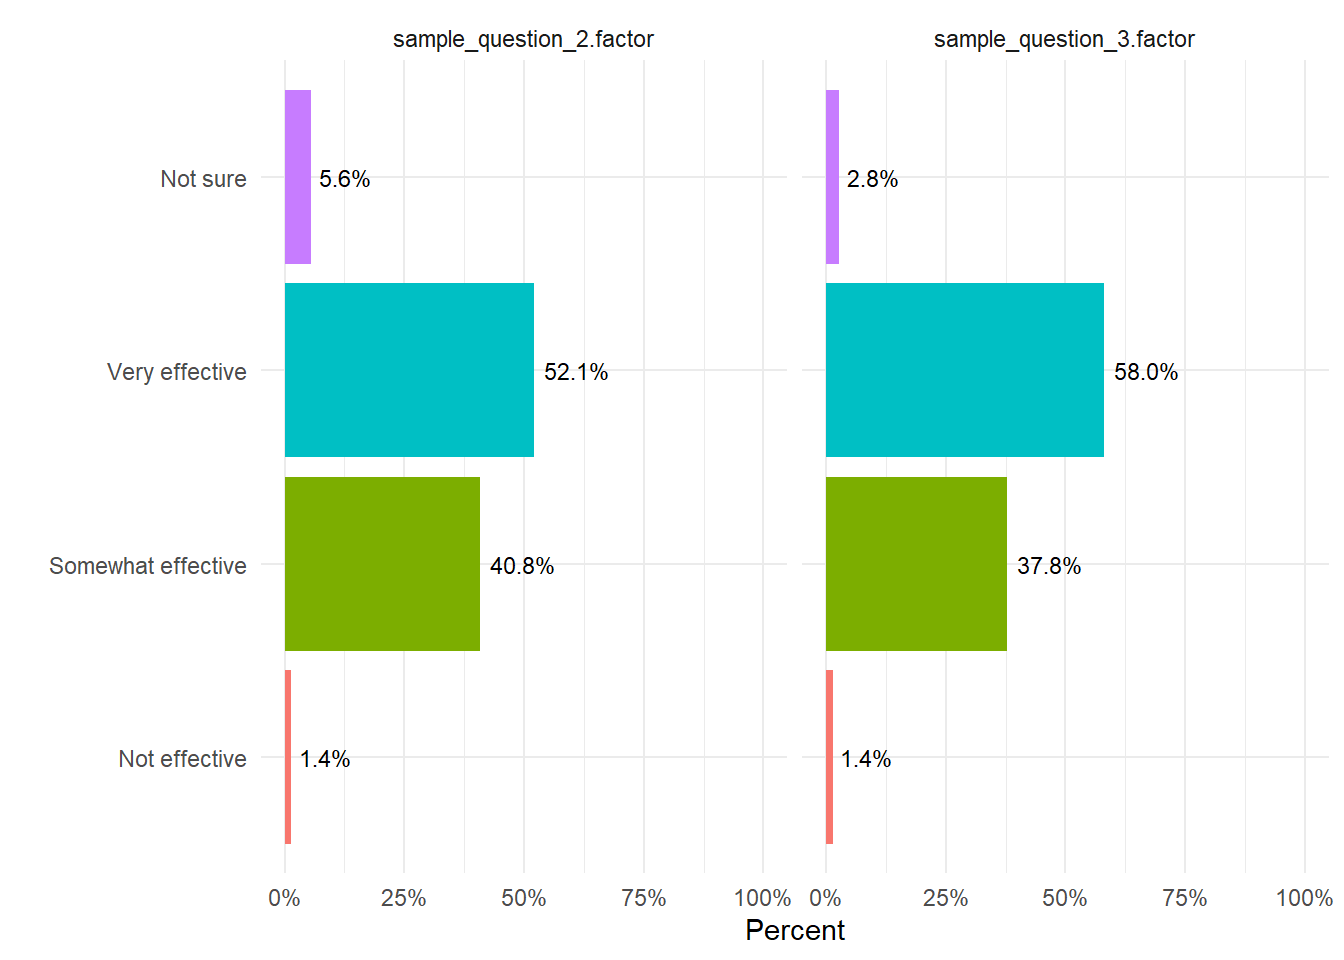 sample_question_2.factor
sample_question_3.factor
Not sure
5.6%
2.8%
Very effective
52.1%
58.0%
Somewhat effective
40.8%
37.8%
Not effective
1.4%
1.4%
0% 25% 50% 75% 100%
0% 25% 50% 75% 100%
Percent